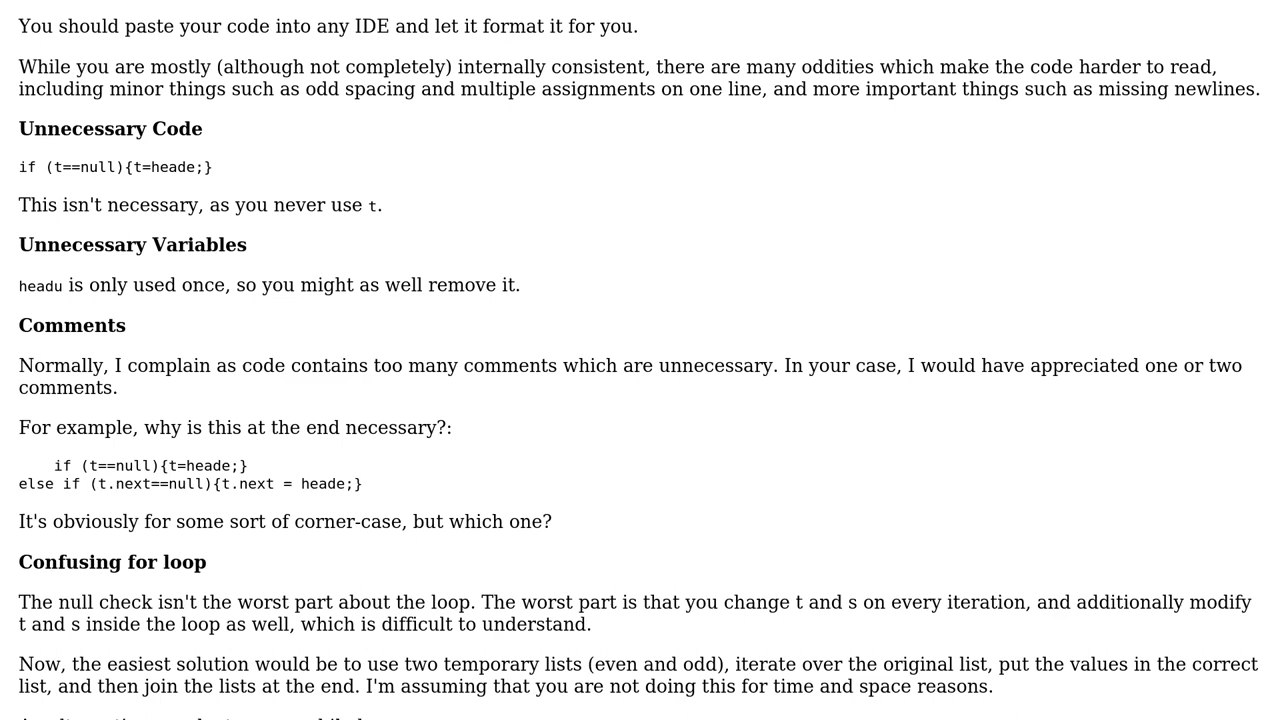 You should paste your code into any IDE and let it format it for you.
While you are mostly (although not completely) internally consistent, there are many oddities which make the code harder to read,
including minor things such as odd spacing and multiple assignments on one line, and more important things such as missing newlines.
Unnecessary Code
if (t==null){t=heade;}
This isn't necessary, as you never use t.
Unnecessary Variables
headu is only used once, so you might as well remove it.
Comments
Normally, I complain as code contains too many comments which are unnecessary. In your case, I would have appreciated one or two
comments.
For example, why is this at the end necessary?:
    if (t==null){t=heade;}
else if (t.next==null){t.next = heade;}
It's obviously for some sort of corner-case, but which one?
Confusing for loop
The null check isn't the worst part about the loop. The worst part is that you change t and s on every iteration, and additionally modify
t and s inside the loop as well, which is difficult to understand.
Now, the easiest solution would be to use two temporary lists (even and odd), iterate over the original list, put the values in the correct
list, and then join the lists at the end. I'm assuming that you are not doing this for time and space reasons.